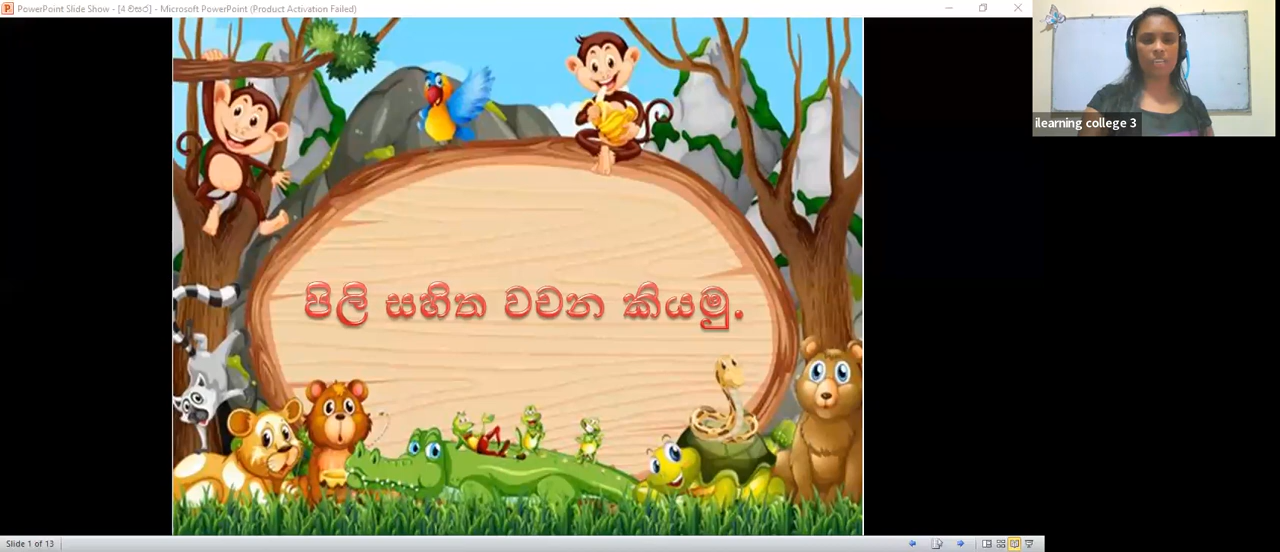 PowerPoint Slide Show - [4 වසර] - Microsoft PowerPoint (Product Activation Failed)
ilearning college 3
පිලි සහිත වචන කියමු.
Slide 1 of 13